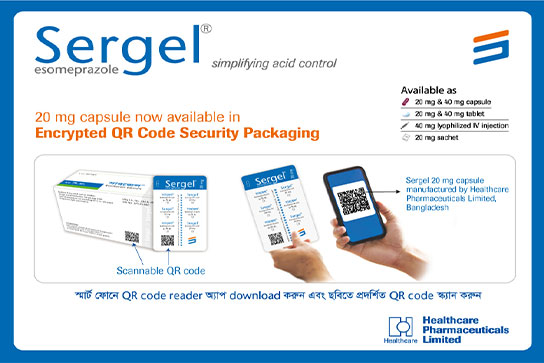 Sergel®
esomeprazole
simplifying acid control
Available as
20 mg & 40 mg capsule
20 mg & 40 mg tablet
40 mg lyophilized IV injection
20 mg sachet
20 mg capsule now available in
Encrypted QR Code Security Packaging
Sergel
Sergel
Sergel 20 mg capsule
manufactured by Healthcare
Pharmaceuticals Limited,
Bangladesh
Scannable QR code
স্মার্ট ফোনে QR code reader অ্যাপ download করুন এবং ছবিতে প্রদর্শিত QR code স্ক্যান করুন
Healthcare
Healthcare
Pharmaceuticals
Limited